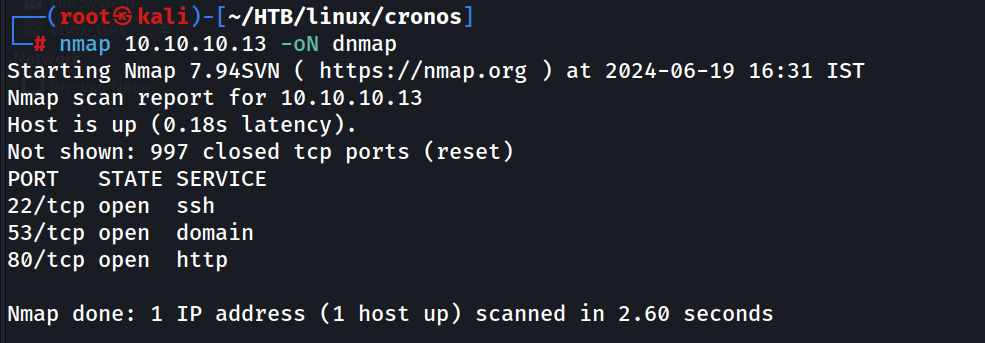 ┌──(root㉿kali)-[~/HTB/linux/cronos]
└─# nmap 10.10.10.13 -oN dnmap
Starting Nmap 7.94SVN ( https://nmap.org ) at 2024-06-19 16:31 IST
Nmap scan report for 10.10.10.13
Host is up (0.18s latency).
Not shown: 997 closed tcp ports (reset)
PORT   STATE SERVICE
22/tcp open  ssh
53/tcp open  domain
80/tcp open  http

Nmap done: 1 IP address (1 host up) scanned in 2.60 seconds